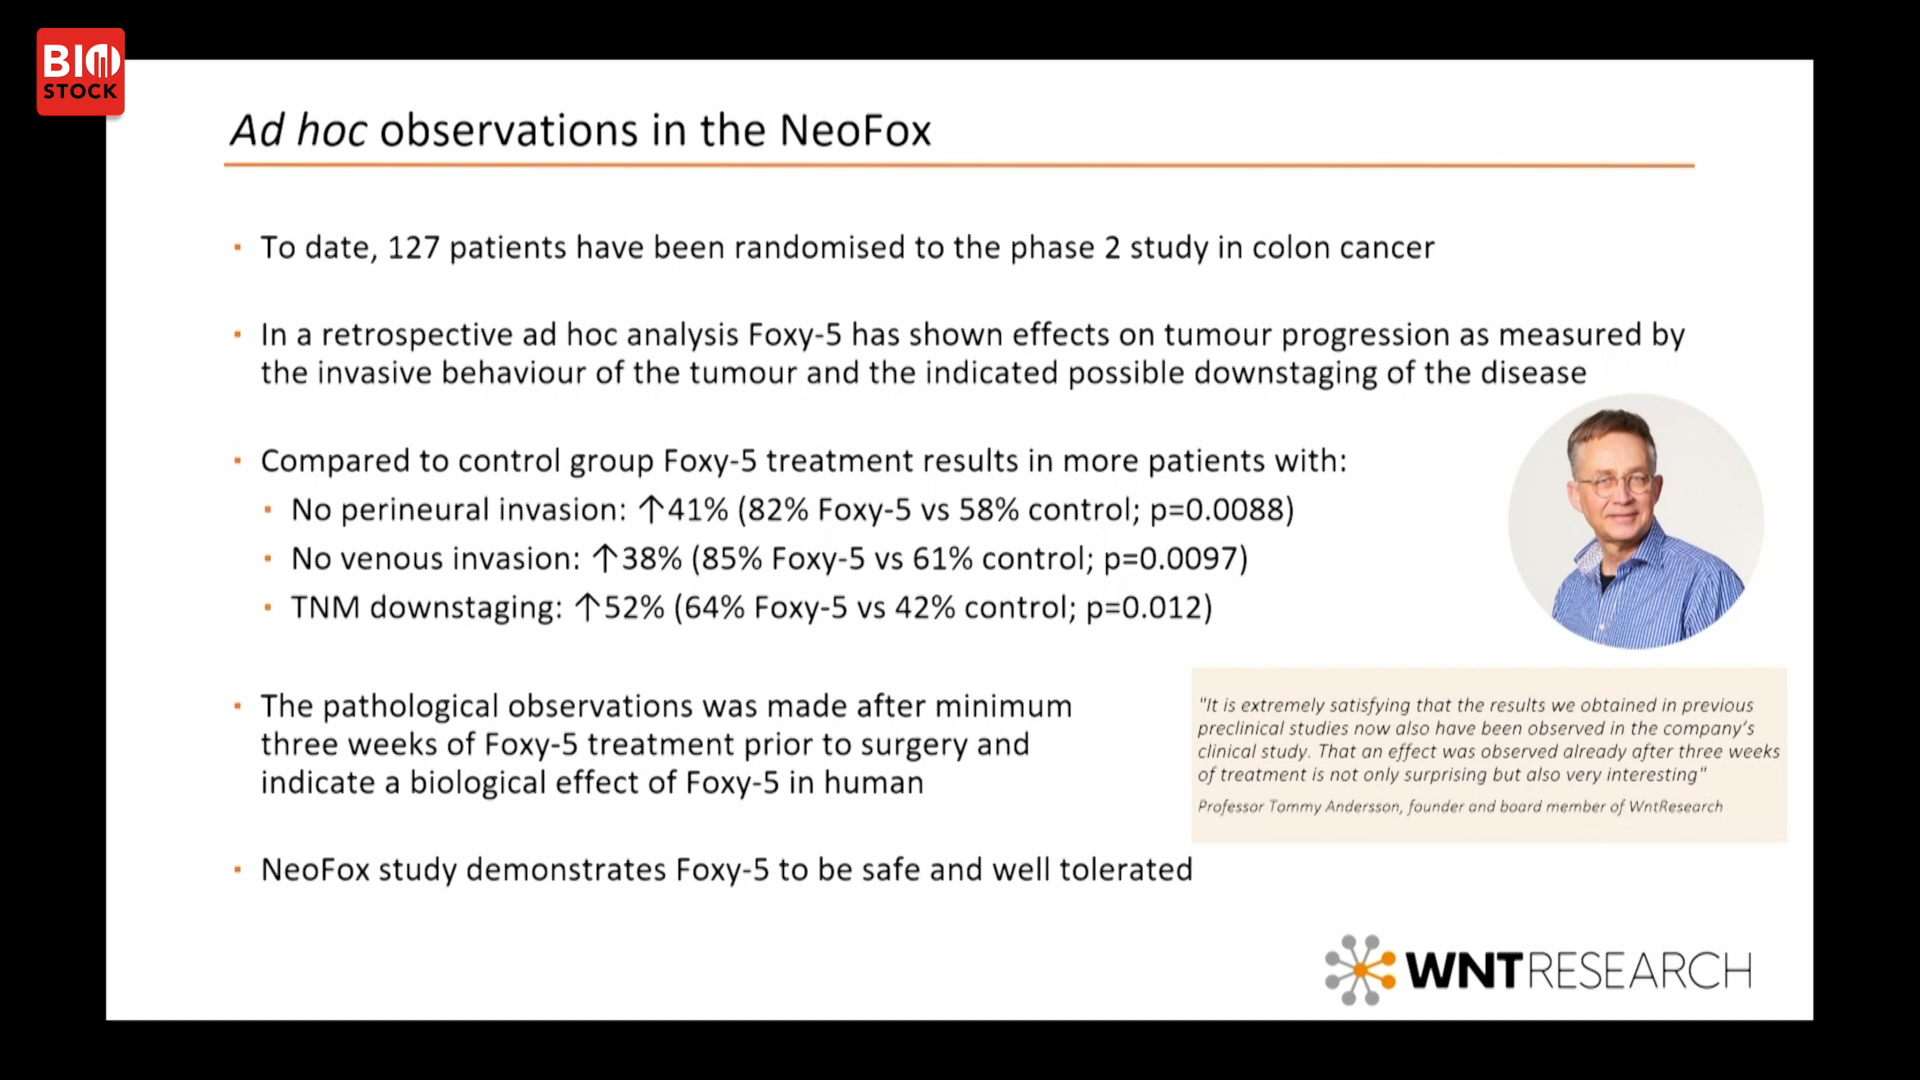 BIO
STOCK
Ad hoc observations in the NeoFox
▪ To date, 127 patients have been randomised to the phase 2 study in colon cancer
▪ In a retrospective ad hoc analysis Foxy-5 has shown effects on tumour progression as measured by
the invasive behaviour of the tumour and the indicated possible downstaging of the disease
▪ Compared to control group Foxy-5 treatment results in more patients with:
▪ No perineural invasion: ↑41% (82% Foxy-5 vs 58% control; p=0.0088)
▪ No venous invasion: ↑38% (85% Foxy-5 vs 61% control; p=0.0097)
▪ TNM downstaging: ↑52% (64% Foxy-5 vs 42% control; p=0.012)
▪ The pathological observations was made after minimum
three weeks of Foxy-5 treatment prior to surgery and
indicate a biological effect of Foxy-5 in human
"It is extremely satisfying that the results we obtained in previous
preclinical studies now also have been observed in the company's
clinical study. That an effect was observed already after three weeks
of treatment is not only surprising but also very interesting"
Professor Tommy Andersson, founder and board member of WntResearch
▪ NeoFox study demonstrates Foxy-5 to be safe and well tolerated
WNTRESEARCH